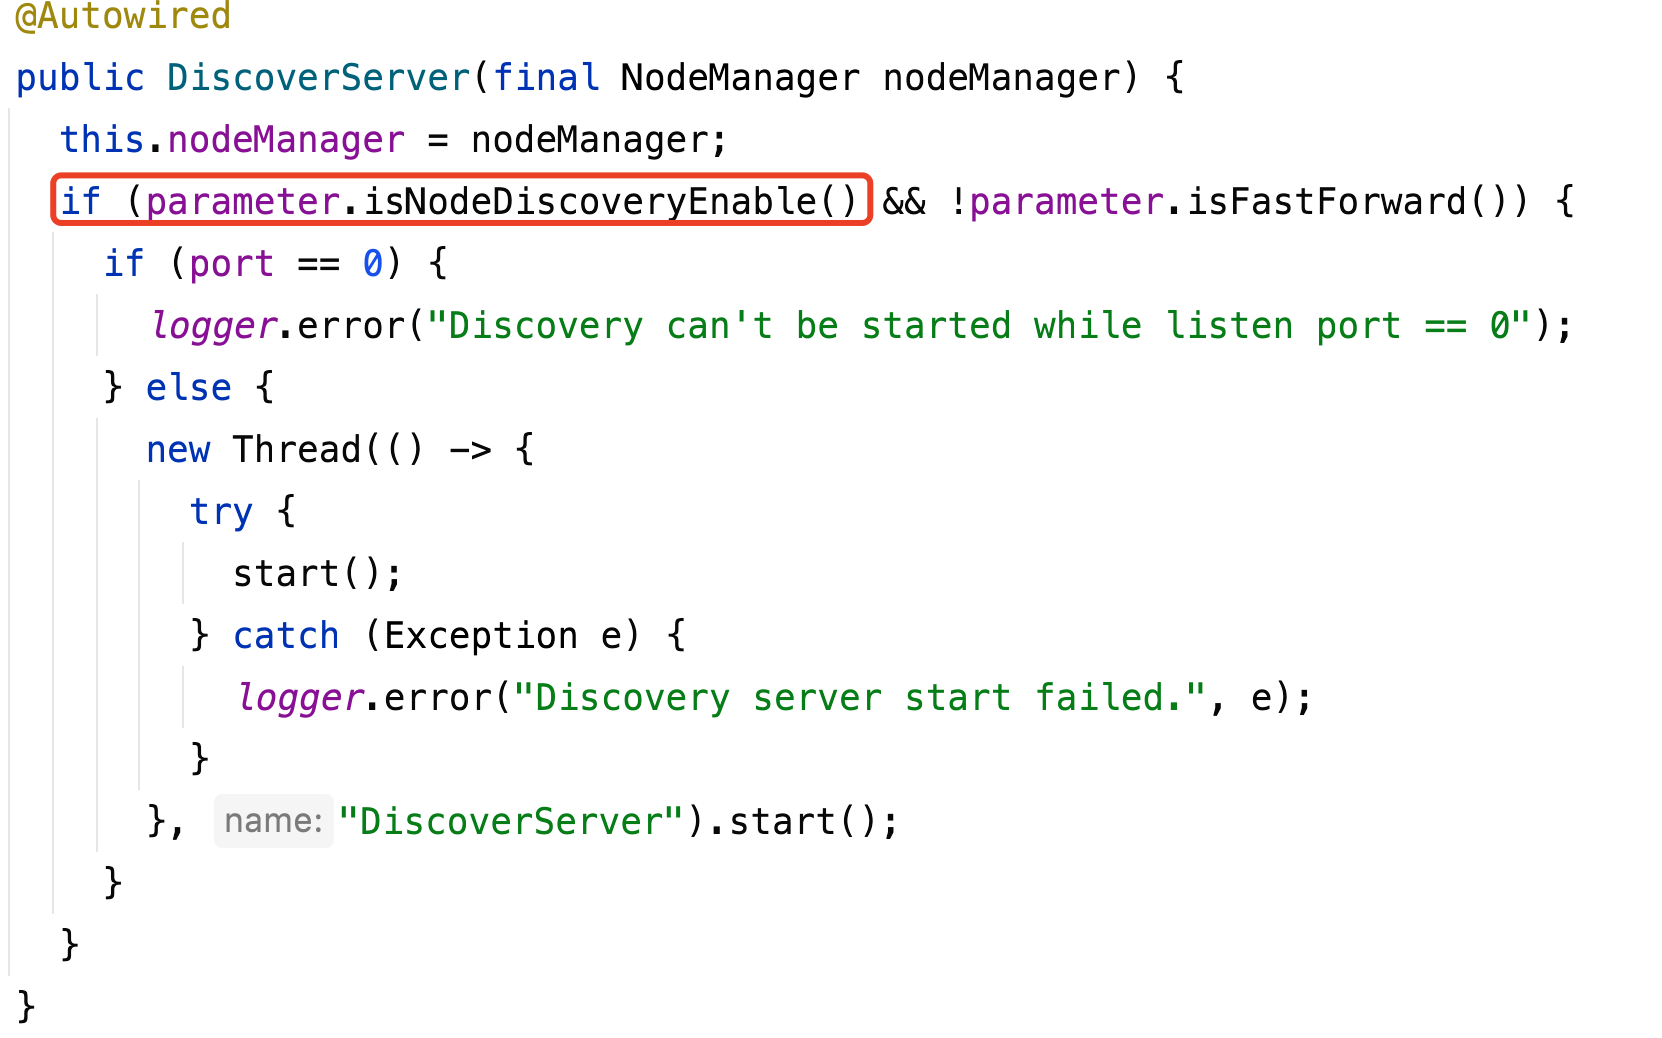 @Autowired
public DiscoverServer(final NodeManager nodeManager) {
  this.nodeManager = nodeManager;
  if (parameter.isNodeDiscoveryEnable() && !parameter.isFastForward()) {
    if (port == 0) {
      logger.error("Discovery can't be started while listen port == 0");
    } else {
      new Thread(() -> {
        try {
          start();
        } catch (Exception e) {
          logger.error("Discovery server start failed.", e);
        }
      }, name: "DiscoverServer").start();
    }
  }
}